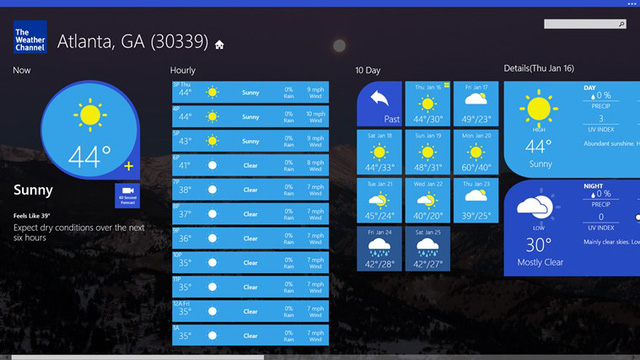 The
Weather
Channel
Atlanta, GA (30339)
Now
44°
Sunny
60 Second
Forecast
Feels Like 39°
Expect dry conditions over the next
six hours
Hourly
3P Thu
44° Sunny 0% Rain 9 mph Wind
4P
44° Sunny 0% Rain 10 mph Wind
5P
43° Sunny 0% Rain 9 mph Wind
6P
41° Clear 0% Rain 8 mph Wind
7P
38° Clear 0% Rain 7 mph Wind
8P
37° Clear 0% Rain 7 mph Wind
9P
36° Clear 0% Rain 7 mph Wind
10P
35° Clear 0% Rain 7 mph Wind
11P
35° Clear 0% Rain 7 mph Wind
12A Fri
35° Clear 0% Rain 7 mph Wind
1A
35° Clear 0% Rain 7 mph Wind
10 Day
Past
Thu Jan 16
44°/30°
Fri Jan 17
49°/23°
Sat Jan 18
44°/33°
Sun Jan 19
48°/31°
Mon Jan 20
60°/40°
Tue Jan 21
45°/24°
Wed Jan 22
40°/20°
Thu Jan 23
39°/25°
Fri Jan 24
42°/28°
Sat Jan 25
42°/27°
Details(Thu Jan 16)
HIGH
44°
Sunny
DAY
0 %
PRECIP
3
UV INDEX
Abundant sunshine. H
LOW
30°
Mostly Clear
NIGHT
0 %
PRECIP
0
UV INDEX
Mainly clear skies. Lo